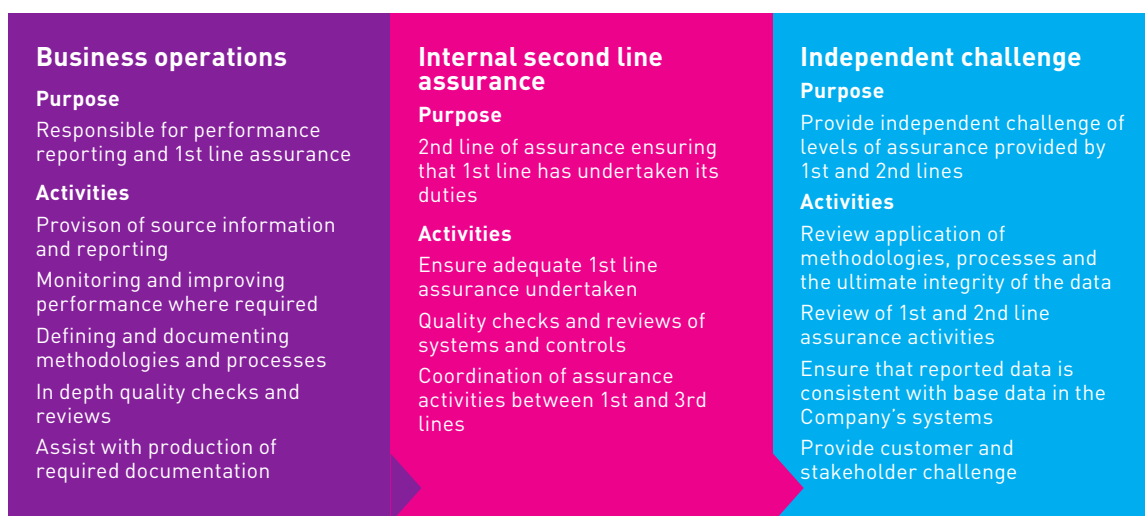 Business operations
Purpose
Responsible for performance
reporting and 1st line assurance
Activities
Provison of source information
and reporting
Monitoring and improving
performance where required
Defining and documenting
methodologies and processes
In depth quality checks and
reviews
Assist with production of
required documentation
Internal second line
assurance
Purpose
2nd line of assurance ensuring
that 1st line has undertaken its
duties
Activities
Ensure adequate 1st line
assurance undertaken
Quality checks and reviews of
systems and controls
Coordination of assurance
activities between 1st and 3rd
lines
Independent challenge
Purpose
Provide independent challenge of
levels of assurance provided by
1st and 2nd lines
Activities
Review application of
methodologies, processes and
the ultimate integrity of the data
Review of 1st and 2nd line
assurance activities
Ensure that reported data is
consistent with base data in the
Company's systems
Provide customer and
stakeholder challenge